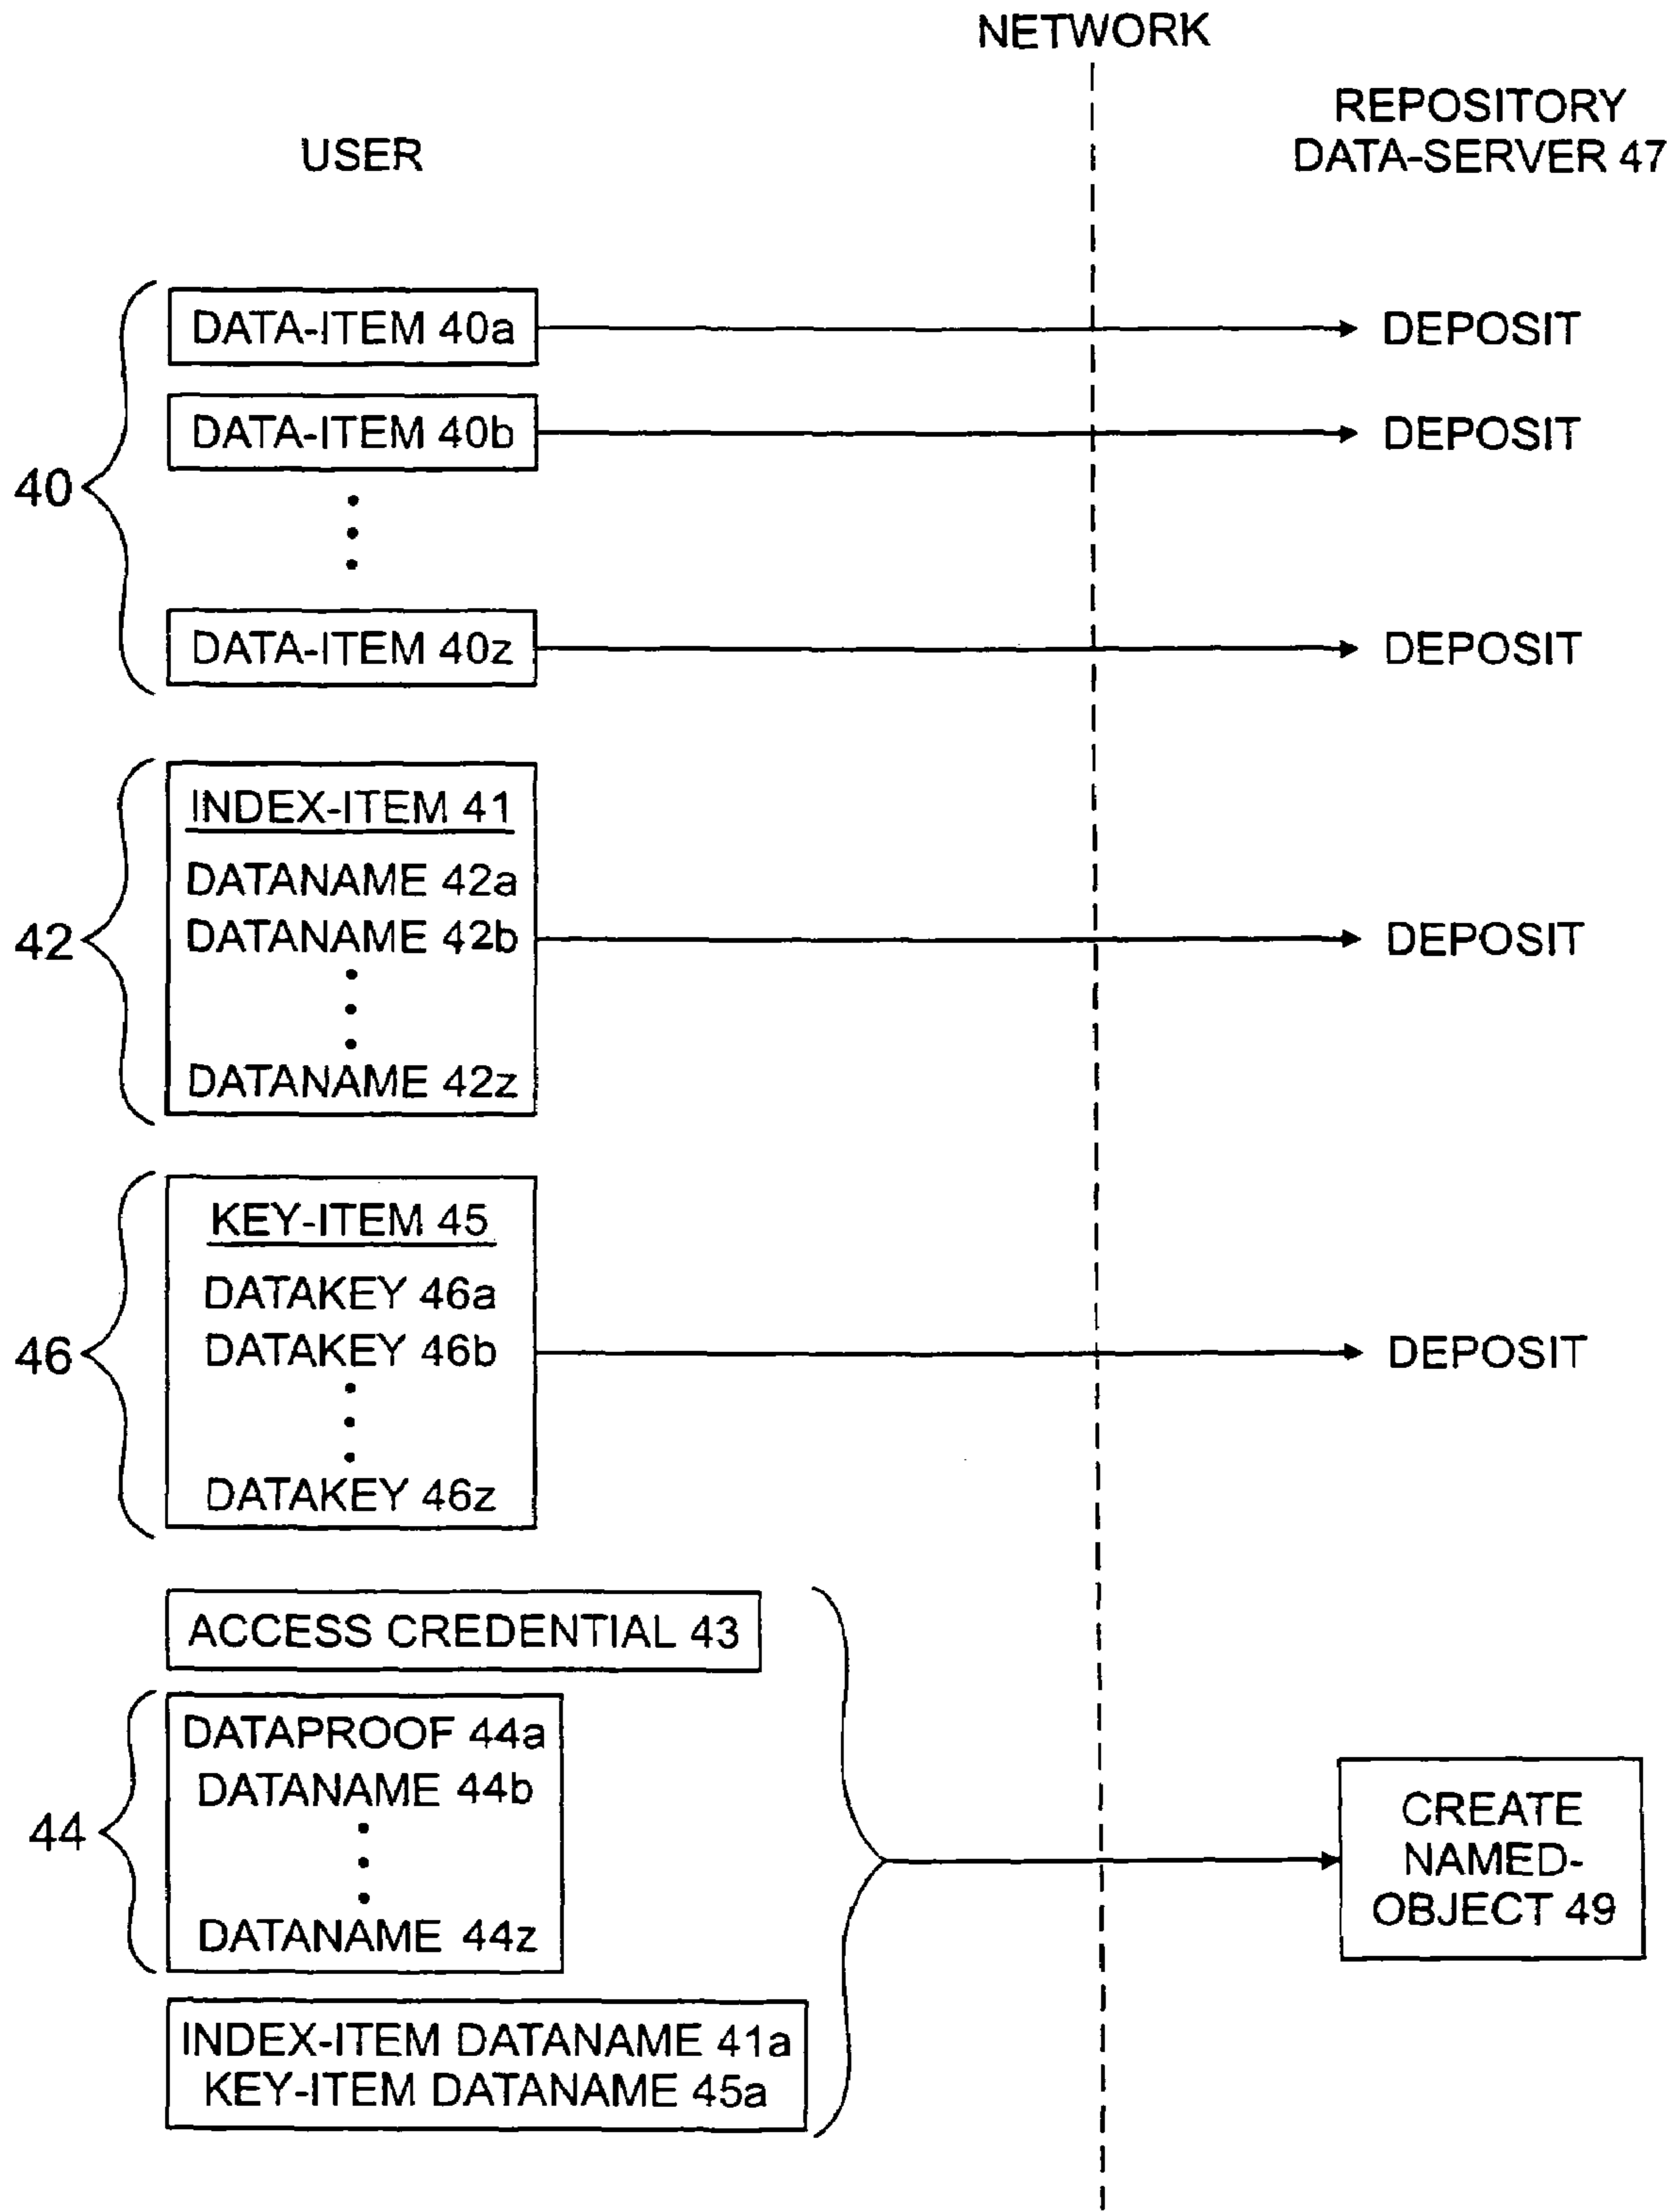 NETWORK
REPOSITORY
DATA-SERVER 47
USER
40
DATA-ITEM 40a
DEPOSIT
DATA-ITEM 40b
DEPOSIT
DATA-ITEM 40z
DEPOSIT
42
INDEX-ITEM 41
DATANAME 42a
DATANAME 42b
DATANAME 42z
DEPOSIT
46
KEY-ITEM 45
DATAKEY 46a
DATAKEY 46b
DATAKEY 46z
DEPOSIT
ACCESS CREDENTIAL 43
44
DATAPROOF 44a
DATANAME 44b
DATANAME 44z
INDEX-ITEM DATANAME 41a
KEY-ITEM DATANAME 45a
CREATE
NAMED-
OBJECT 49